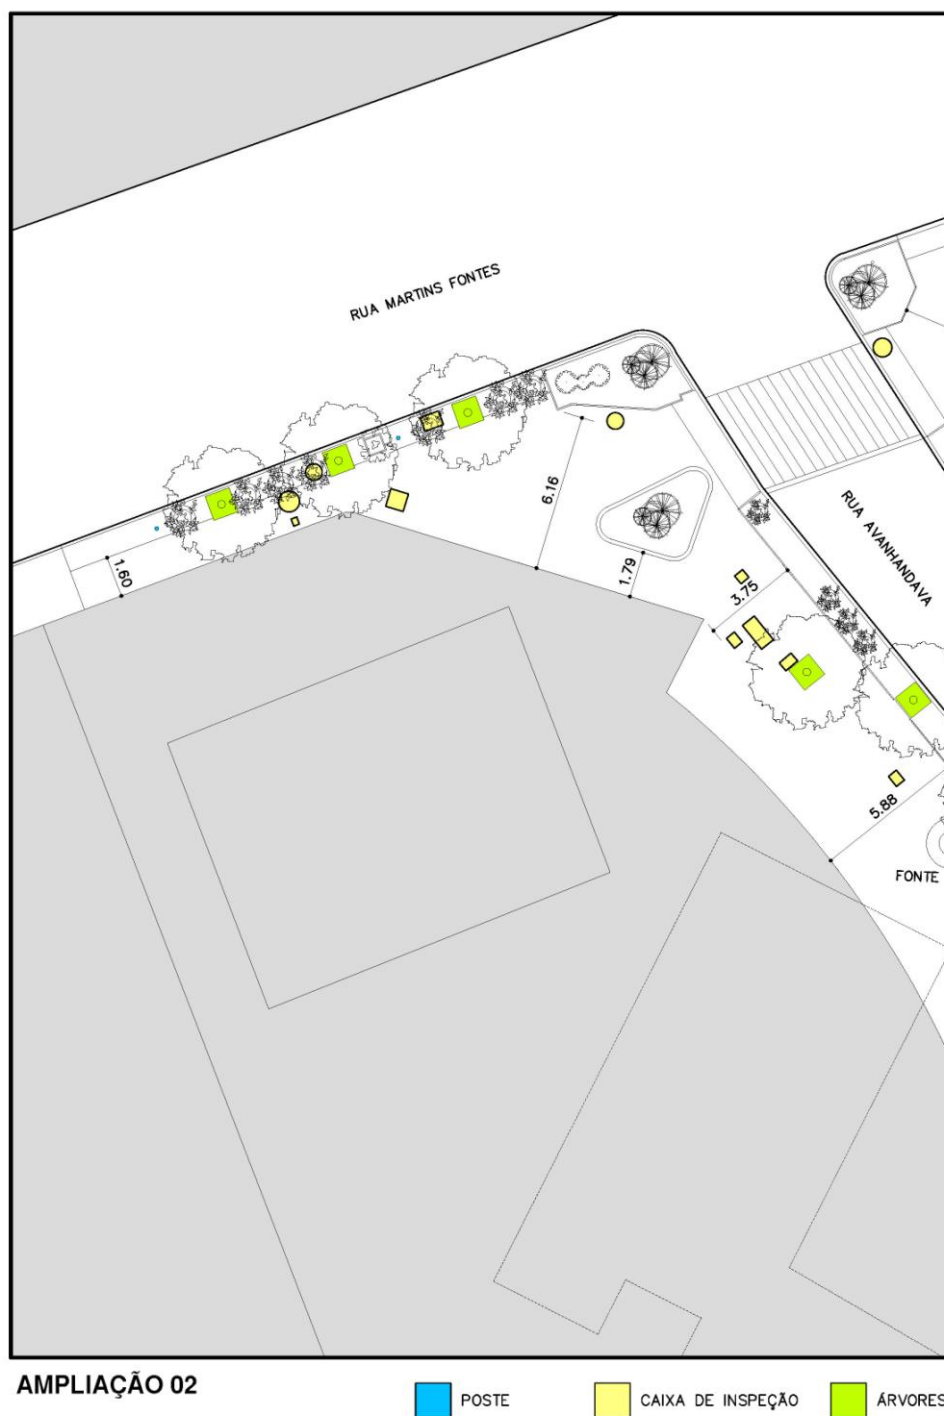 RUA MARTINS FONTES
6.16
RUA AVANHANDAVA
1.60
1.79
3.75
5.88
FONTE
AMPLIAÇÃO 02
POSTE
CAIXA DE INSPEÇÃO
ÁRVORES